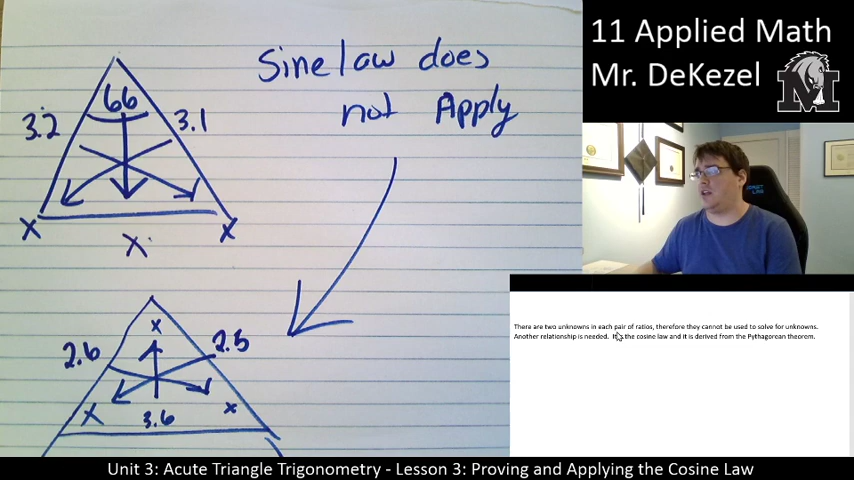 11 Applied Math
Mr. DeKezel
M
Sine law does
not Apply
66
3.2
3.1
X
X
X
x
2.6
2.5
X
x
3.6
There are two unknowns in each pair of ratios, therefore they cannot be used to solve for unknowns.
Another relationship is needed. the cosine law and it is derived from the Pythagorean theorem.
Unit 3: Acute Triangle Trigonometry - Lesson 3: Proving and Applying the Cosine Law